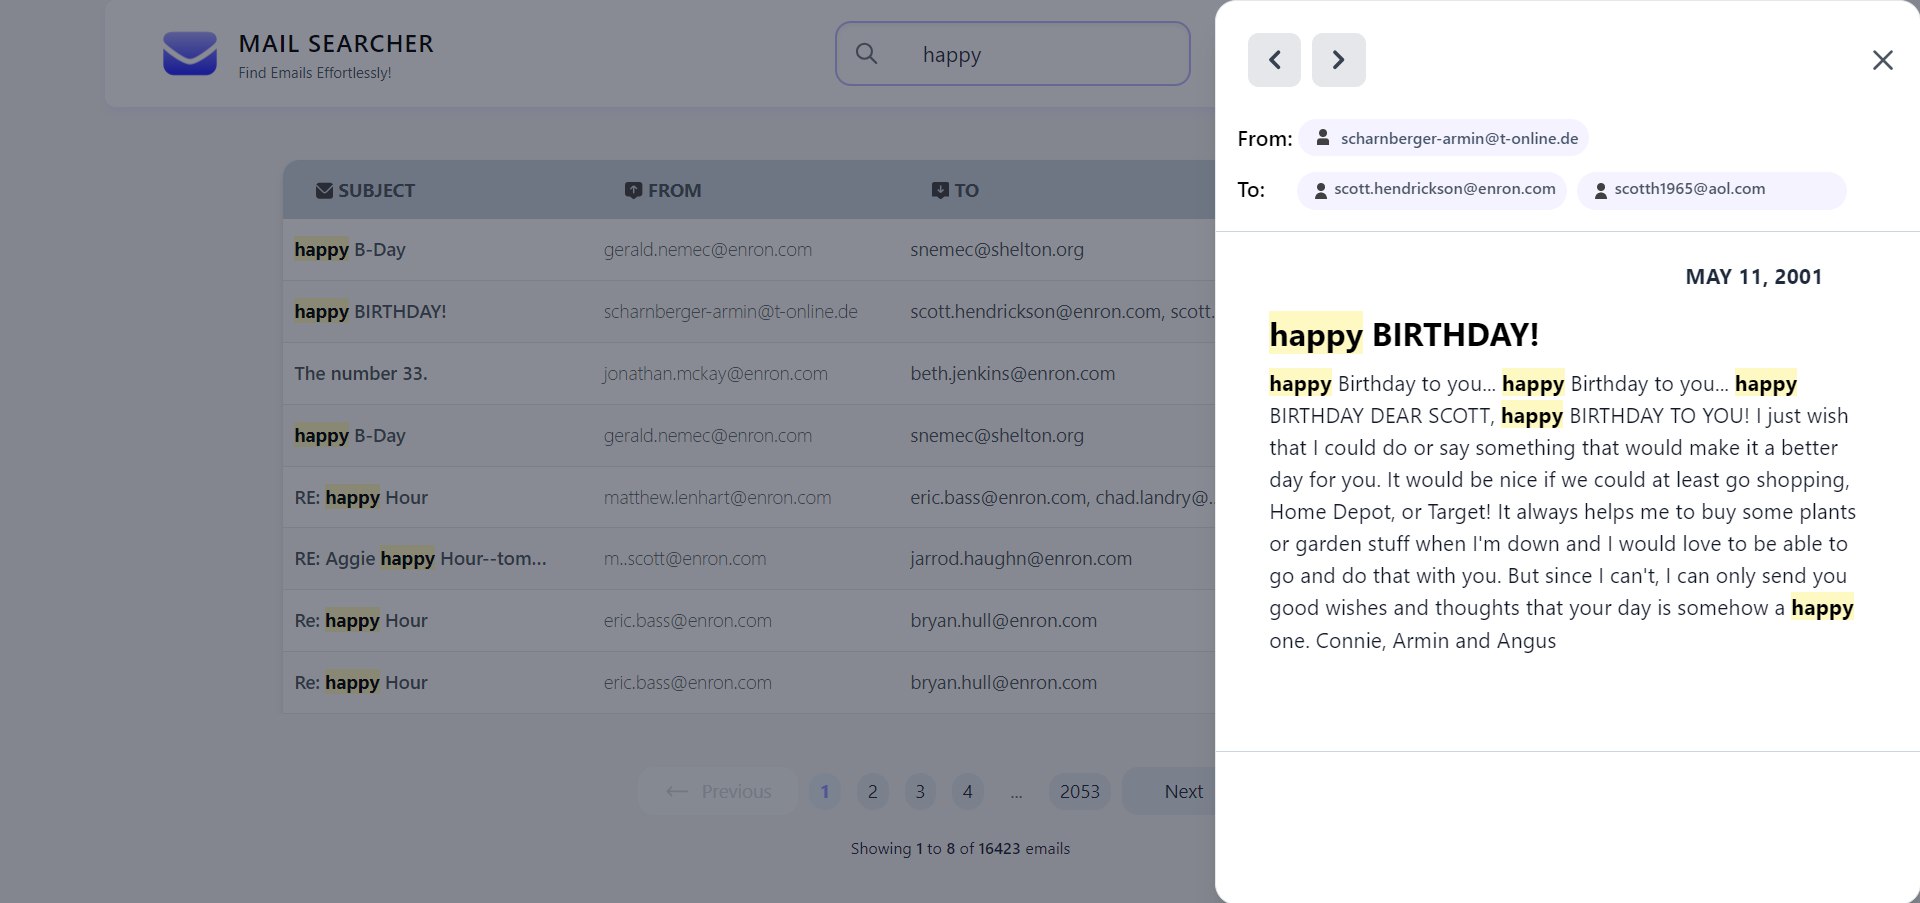 MAIL SEARCHER
Find Emails Effortlessly!
happy
SUBJECT FROM TO
happy B-Day gerald.nemec@enron.com snemec@shelton.org
happy BIRTHDAY! scharnberger-armin@t-online.de scott.hendrickson@enron.com, scott.
The number 33. jonathan.mckay@enron.com beth.jenkins@enron.com
happy B-Day gerald.nemec@enron.com snemec@shelton.org
RE: happy Hour matthew.lenhart@enron.com eric.bass@enron.com, chad.landry@..
RE: Aggie happy Hour--tom... m..scott@enron.com jarrod.haughn@enron.com
Re: happy Hour eric.bass@enron.com bryan.hull@enron.com
Re: happy Hour eric.bass@enron.com bryan.hull@enron.com
Previous 1 2 3 4 ... 2053 Next
Showing 1 to 8 of 16423 emails
From: scharnberger-armin@t-online.de
To: scott.hendrickson@enron.com scotth1965@aol.com
MAY 11, 2001
happy BIRTHDAY!
happy Birthday to you... happy Birthday to you... happy
BIRTHDAY DEAR SCOTT, happy BIRTHDAY TO YOU! I just wish
that I could do or say something that would make it a better
day for you. It would be nice if we could at least go shopping,
Home Depot, or Target! It always helps me to buy some plants
or garden stuff when I'm down and I would love to be able to
go and do that with you. But since I can't, I can only send you
good wishes and thoughts that your day is somehow a happy
one. Connie, Armin and Angus